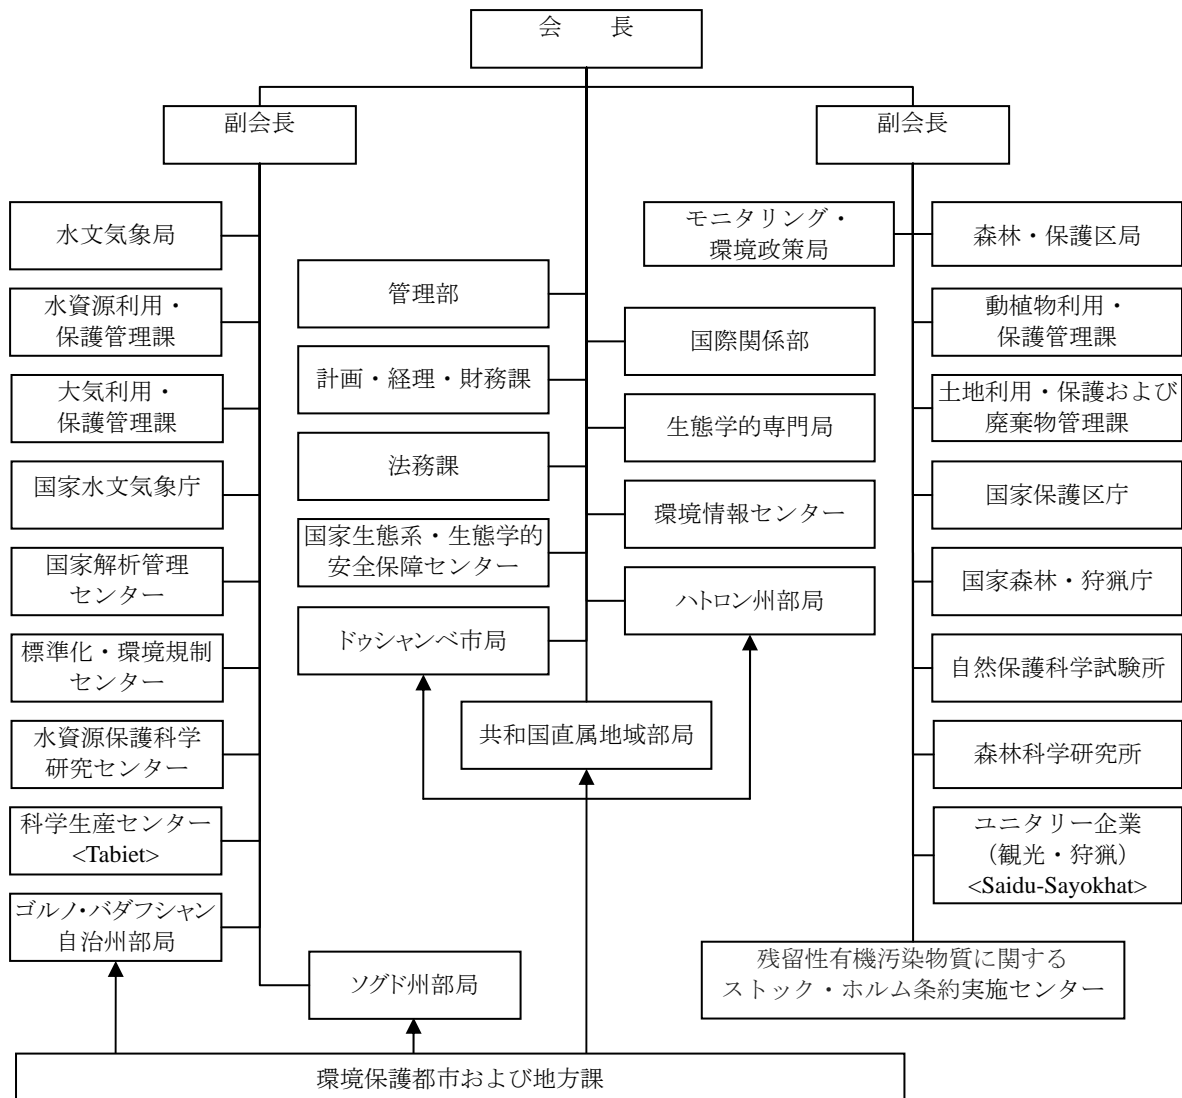 会　長
副会長
副会長
水文気象局
水資源利用・
保護管理課
大気利用・
保護管理課
国家水文気象庁
国家解析管理
センター
標準化・環境規制
センター
水資源保護科学
研究センター
科学生産センター
<Tabiet>
ゴルノ・バダフシャン
自治州部局
ソグド州部局
管理部
計画・経理・財務課
法務課
国家生態系・生態学的
安全保障センター
ドゥシャンベ市局
国際関係部
生態学的専門局
環境情報センター
ハトロン州部局
共和国直属地域部局
モニタリング・
環境政策局
森林・保護区局
動植物利用・
保護管理課
土地利用・保護および
廃棄物管理課
国家保護区庁
国家森林・狩猟庁
自然保護科学試験所
森林科学研究所
ユニタリー企業
（観光・狩猟）
<Saidu-Sayokhat>
残留性有機汚染物質に関する
ストック・ホルム条約実施センター
環境保護都市および地方課